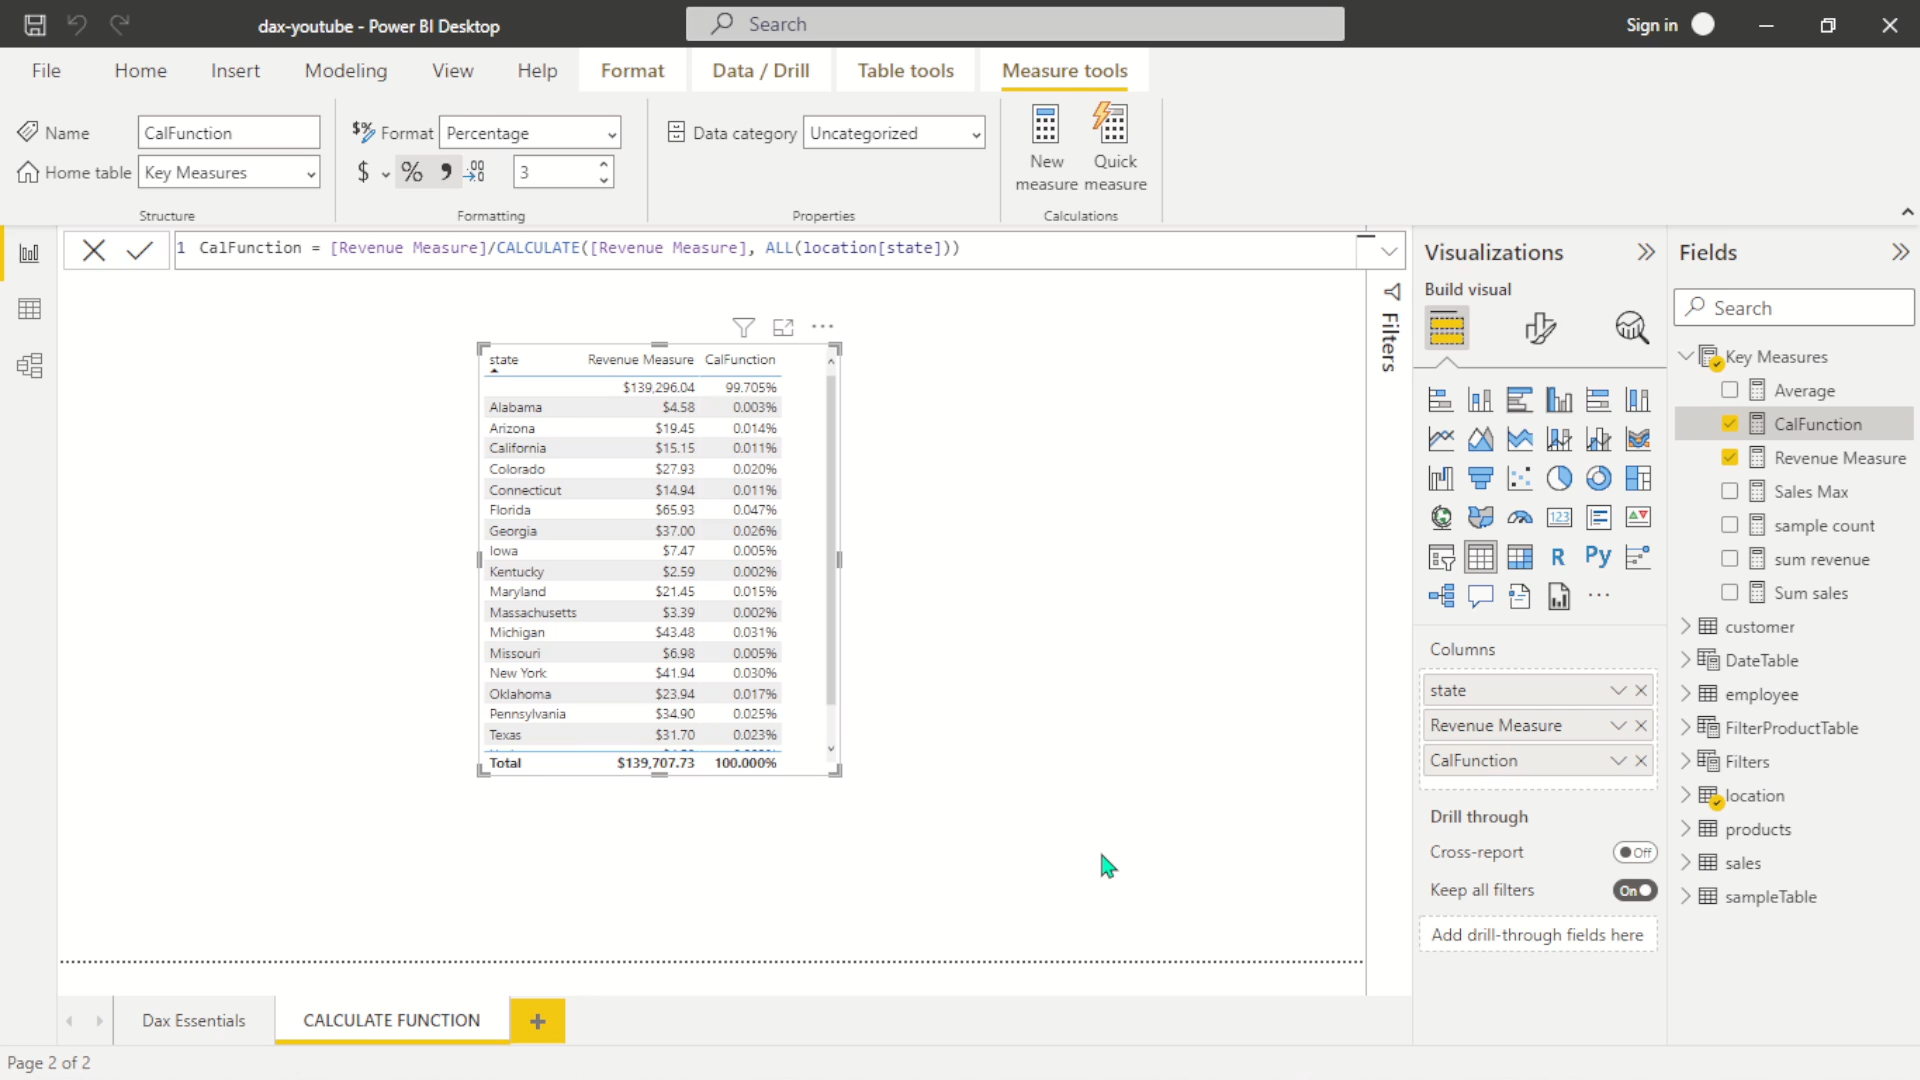 dax-youtube - Power BI Desktop
Search
Sign in
File
Home
Insert
Modeling
View
Help
Format
Data / Drill
Table tools
Measure tools
Name
CalFunction
Home table
Key Measures
Structure
$% Format
Percentage
$ % 9 .00
3
Formatting
Data category
Uncategorized
Properties
New measure
Quick measure
Calculations
1 CalFunction = [Revenue Measure]/CALCULATE([Revenue Measure], ALL(location[state]))
Filters
state Revenue Measure CalFunction
$139,296.04 99.705%
Alabama $4.58 0.003%
Arizona $19.45 0.014%
California $15.15 0.011%
Colorado $27.93 0.020%
Connecticut $14.94 0.011%
Florida $65.93 0.047%
Georgia $37.00 0.026%
Iowa $7.47 0.005%
Kentucky $2.59 0.002%
Maryland $21.45 0.015%
Massachusetts $3.39 0.002%
Michigan $43.48 0.031%
Missouri $6.98 0.005%
New York $41.94 0.030%
Oklahoma $23.94 0.017%
Pennsylvania $34.90 0.025%
Texas $31.70 0.023%
Total $139,707.73 100.000%
Visualizations
Build visual
123
R
Py
Columns
state
Revenue Measure
CalFunction
Drill through
Cross-report
Off
Keep all filters
On
Add drill-through fields here
Fields
Search
Key Measures
Average
CalFunction
Revenue Measure
Sales Max
sample count
sum revenue
Sum sales
customer
DateTable
employee
FilterProductTable
Filters
location
products
sales
sampleTable
Dax Essentials
CALCULATE FUNCTION
+
Page 2 of 2